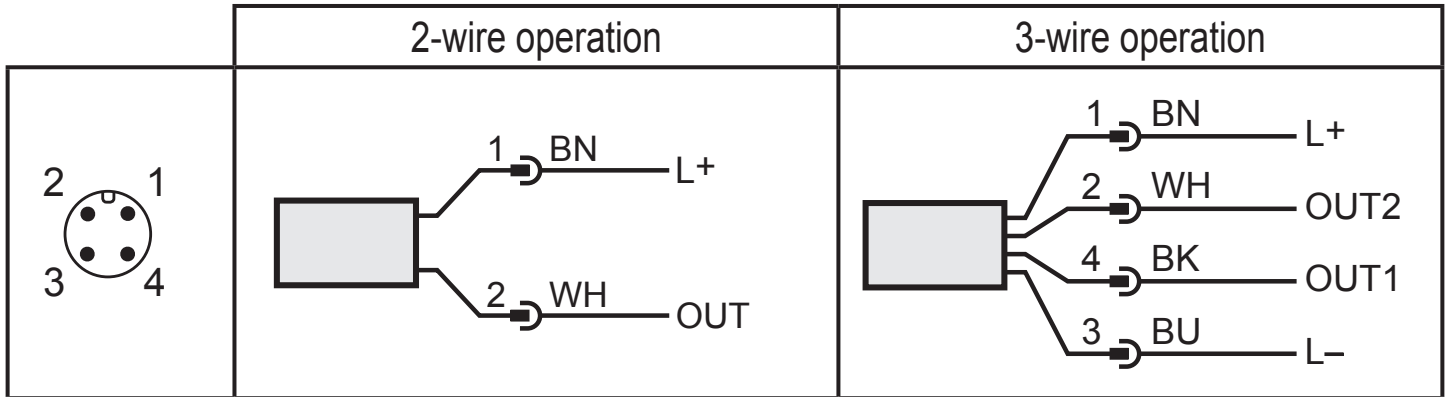 2-wire operation
3-wire operation
2 1
3 4
1 BN
L+
2 WH
OUT
1 BN
L+
2 WH
OUT2
4 BK
OUT1
3 BU
L–